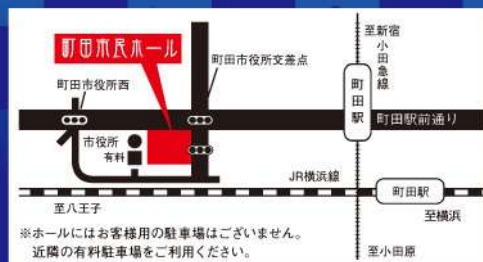 至新宿
小田急線
町田市民ホール
町田市役所交差点
町田市役所西
町田駅
町田駅前通り
市役所
有料
JR横浜線
町田駅
至八王子
至横浜
※ホールにはお客様用の駐車場はございません。
近隣の有料駐車場をご利用ください。
至小田原